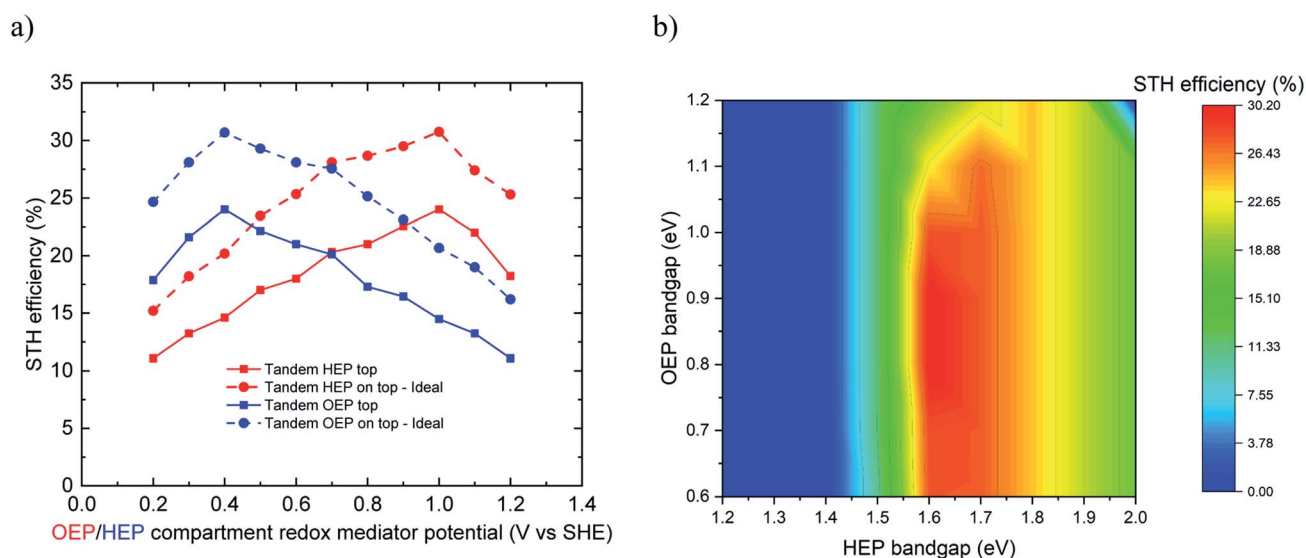 a)
35
30
25
20
15
10
5
0
STH efficiency (%)
Tandem HEP top
Tandem HEP on top - Ideal
Tandem OEP top
Tandem OEP on top - Ideal
0.0 0.2 0.4 0.6 0.8 1.0 1.2 1.4
OEP/HEP compartment redox mediator potential (V vs SHE)
b)
STH efficiency (%)
1.2
1.1
1.0
0.9
0.8
0.7
0.6
OEP bandgap (eV)
1.2 1.3 1.4 1.5 1.6 1.7 1.8 1.9 2.0
HEP bandgap (eV)
30.20
26.43
22.65
18.88
15.10
11.33
7.55
3.78
0.00